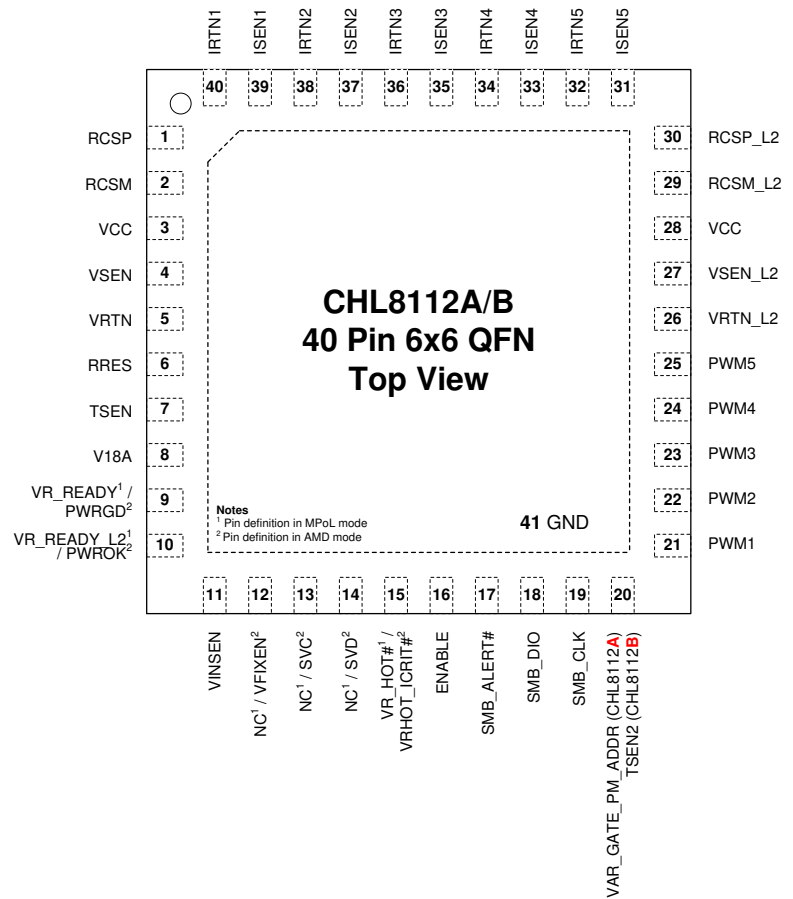 IRTN1
ISEN1
IRTN2
ISEN2
IRTN3
ISEN3
IRTN4
ISEN4
IRTN5
ISEN5
40
39
38
37
36
35
34
33
32
31
RCSP
1
RCSM
2
VCC
3
VSEN
4
VRTN
5
RRES
6
TSEN
7
V18A
8
VR_READY¹ /
PWRGD²
9
VR_READY_L2¹
/ PWROK²
10
CHL8112A/B
40 Pin 6x6 QFN
Top View
Notes
¹ Pin definition in MPoL mode
² Pin definition in AMD mode
41 GND
30 RCSP_L2
29 RCSM_L2
28 VCC
27 VSEN_L2
26 VRTN_L2
25 PWM5
24 PWM4
23 PWM3
22 PWM2
21 PWM1
11
12
13
14
15
16
17
18
19
20
VINSEN
NC¹ / VFIXEN²
NC¹ / SVC²
NC¹ / SVD²
VR_HOT#¹ /
VRHOT_ICRIT#²
ENABLE
SMB_ALERT#
SMB_DIO
SMB_CLK
VAR_GATE_PM_ADDR (CHL8112A)
TSEN2 (CHL8112B)